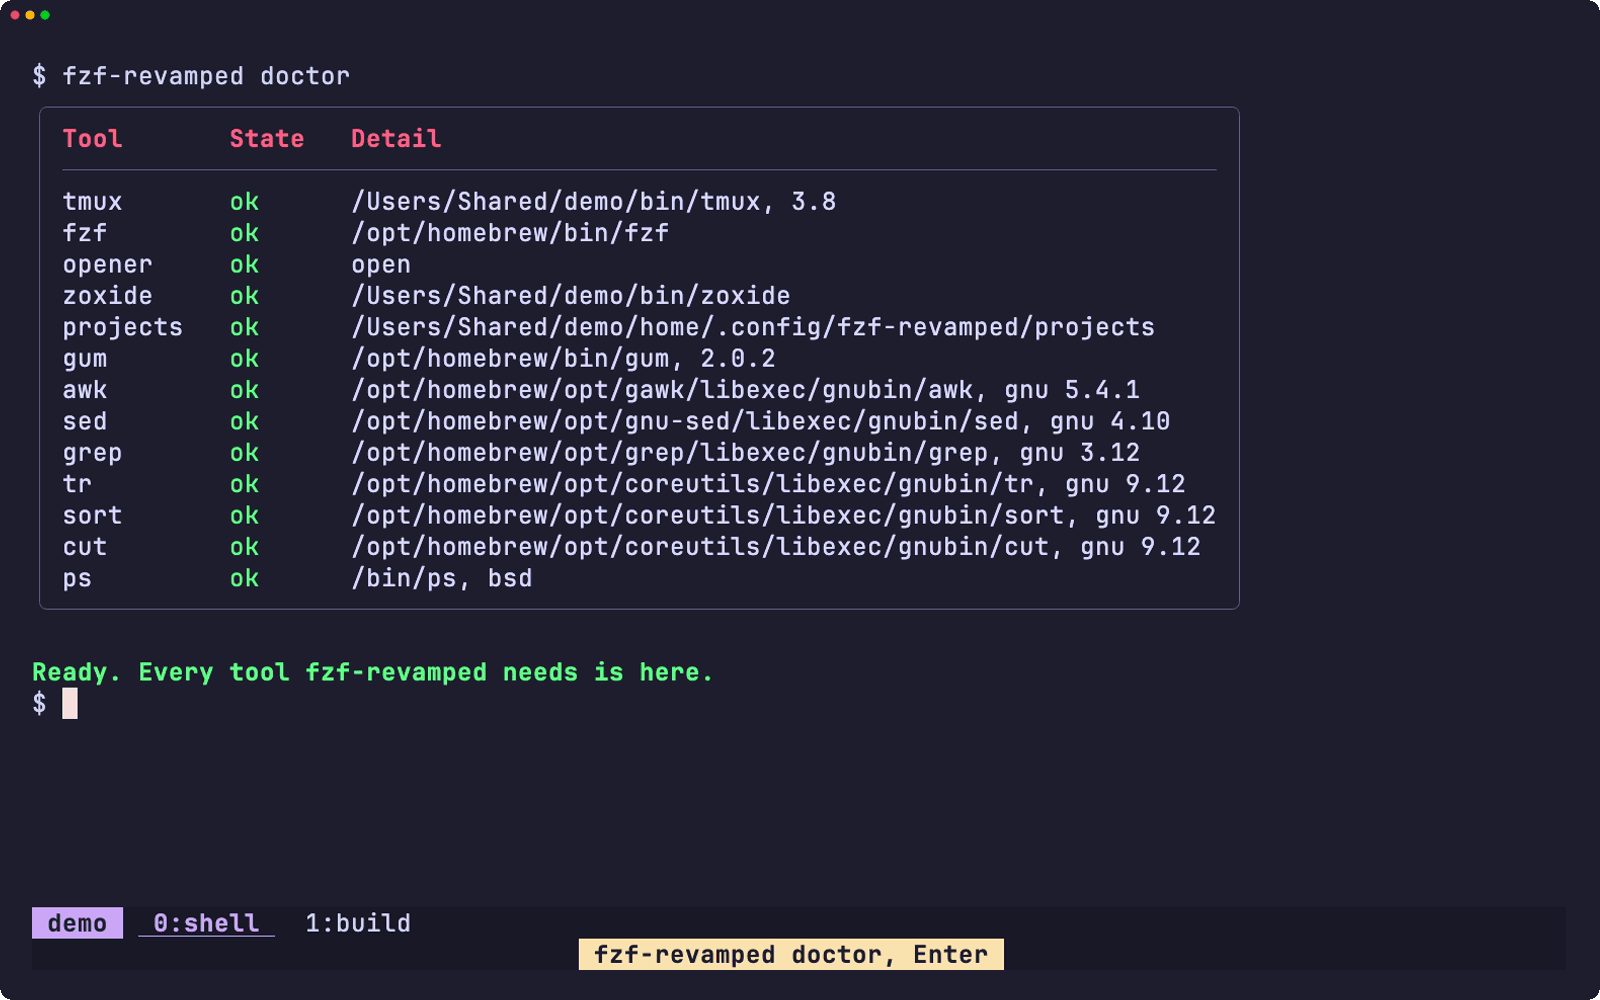 $ fzf-revamped doctor
Tool State Detail
tmux ok /Users/Shared/demo/bin/tmux, 3.8
fzf ok /opt/homebrew/bin/fzf
opener ok open
zoxide ok /Users/Shared/demo/bin/zoxide
projects ok /Users/Shared/demo/home/.config/fzf-revamped/projects
gum ok /opt/homebrew/bin/gum, 2.0.2
awk ok /opt/homebrew/opt/gawk/libexec/gnubin/awk, gnu 5.4.1
sed ok /opt/homebrew/opt/gnu-sed/libexec/gnubin/sed, gnu 4.10
grep ok /opt/homebrew/opt/grep/libexec/gnubin/grep, gnu 3.12
tr ok /opt/homebrew/opt/coreutils/libexec/gnubin/tr, gnu 9.12
sort ok /opt/homebrew/opt/coreutils/libexec/gnubin/sort, gnu 9.12
cut ok /opt/homebrew/opt/coreutils/libexec/gnubin/cut, gnu 9.12
ps ok /bin/ps, bsd
Ready. Every tool fzf-revamped needs is here.
$
demo 0:shell 1:build
fzf-revamped doctor, Enter